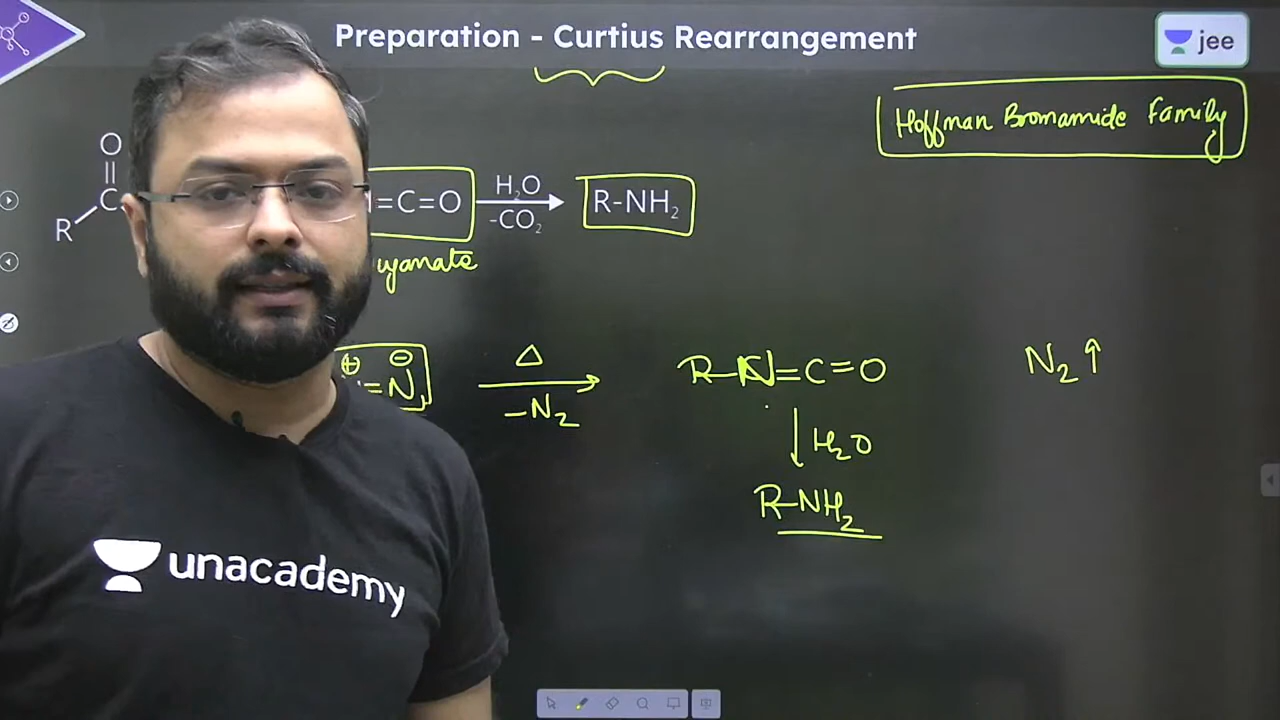 Preparation - Curtius Rearrangement
jee
Hoffman Bromamide Family
O
R C =C=O H₂O -CO₂ R-NH₂
yanate
⊕ ⊖
=N Δ -N₂ R-N=C=O N₂↑
H₂O
R-NH₂
unacademy